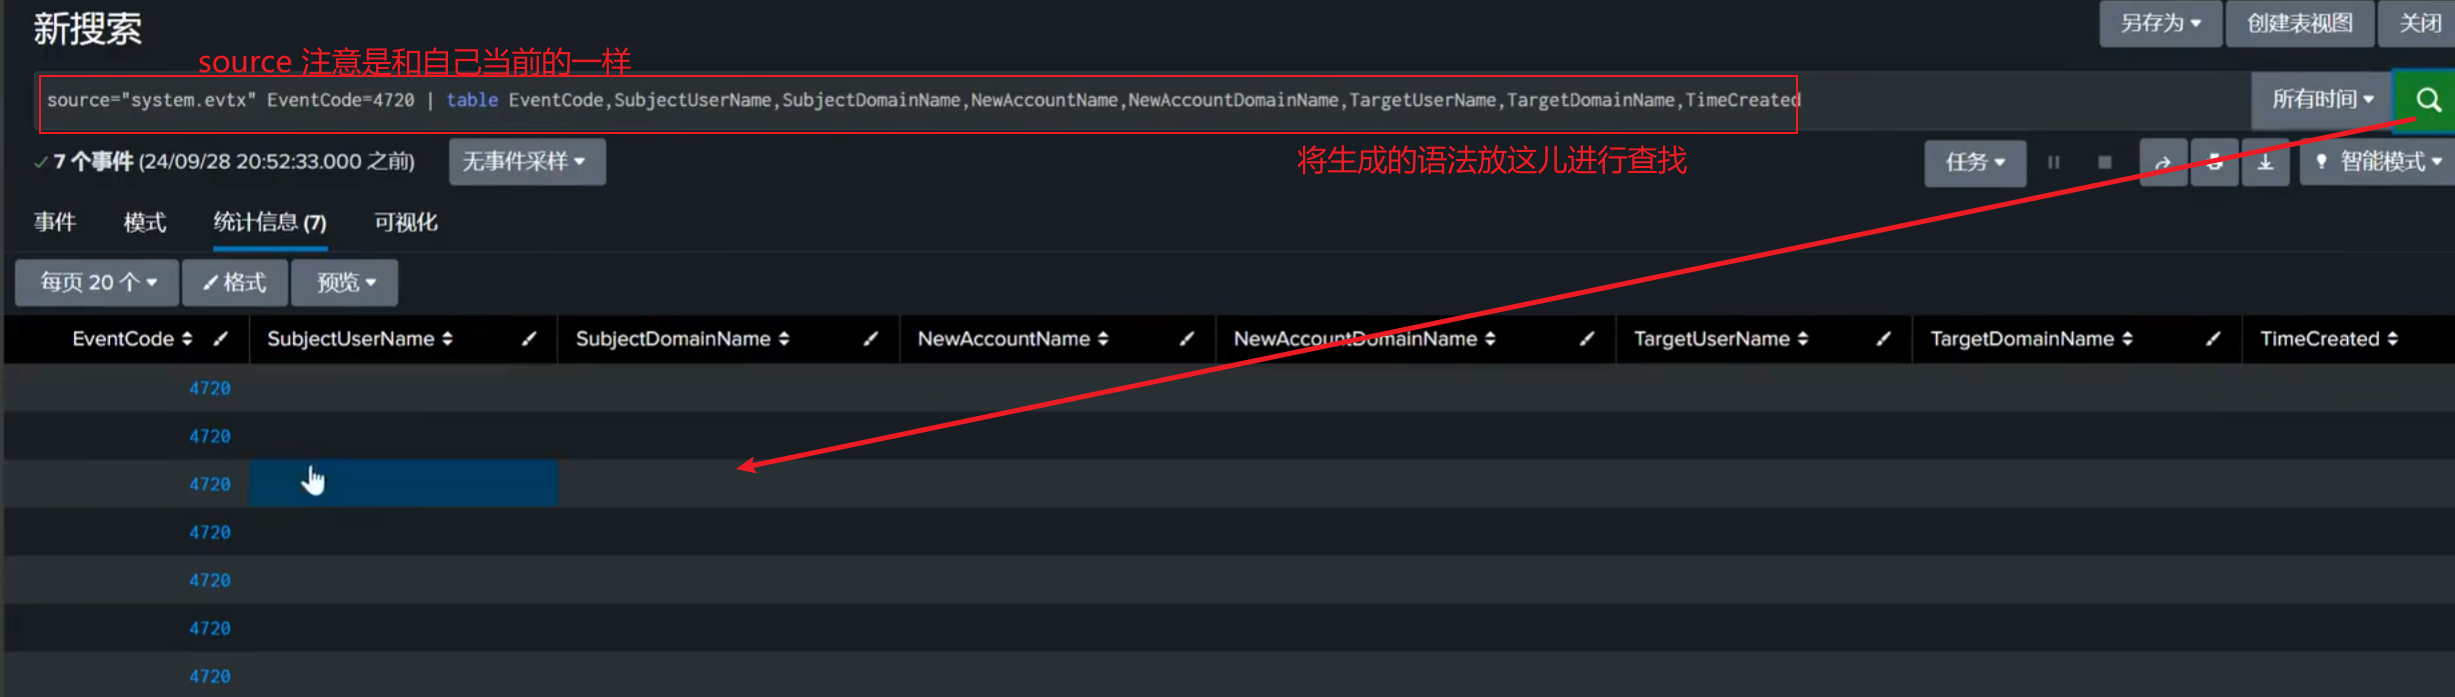 新搜索
另存为
创建表视图
关闭
source 注意是和自己当前的一样
source="system.evtx" EventCode=4720 | table EventCode,SubjectUserName,SubjectDomainName,NewAccountName,NewAccountDomainName,TargetUserName,TargetDomainName,TimeCreated
所有时间
7 个事件 (24/09/28 20:52:33.000 之前)
无事件采样
将生成的语法放这儿进行查找
任务
智能模式
事件 模式 统计信息 (7) 可视化
每页 20 个 格式 预览
EventCode SubjectUserName SubjectDomainName NewAccountName NewAccountDomainName TargetUserName TargetDomainName TimeCreated
4720
4720
4720
4720
4720
4720
4720